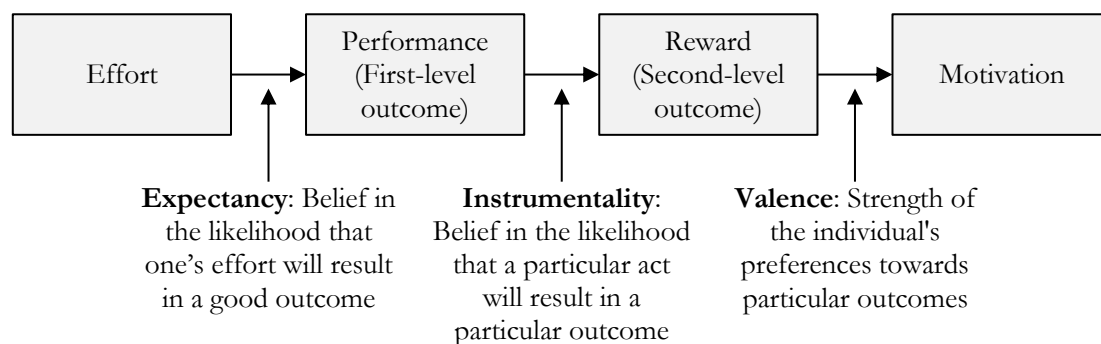 Effort
Performance
(First-level
outcome)
Reward
(Second-level
outcome)
Motivation
Expectancy: Belief in
the likelihood that
one’s effort will result
in a good outcome
Instrumentality:
Belief in the likelihood
that a particular act
will result in a
particular outcome
Valence: Strength of
the individual's
preferences towards
particular outcomes